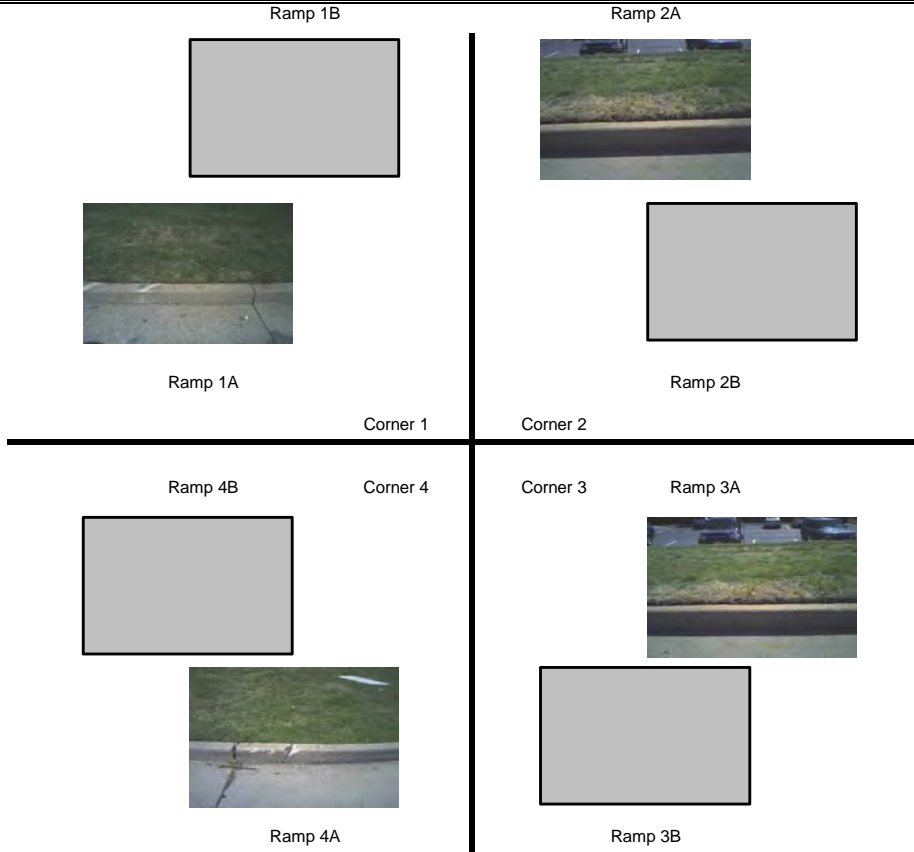 Ramp 1B Ramp 2A
Ramp 1A Ramp 2B
Corner 1 Corner 2
Ramp 4B Corner 4 Corner 3 Ramp 3A
Ramp 4A Ramp 3B